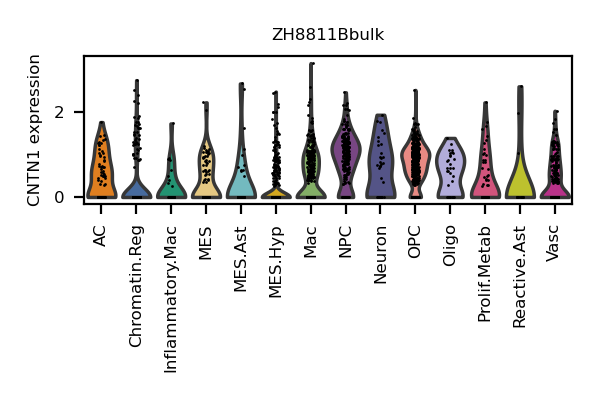 ZH8811Bbulk
CNTN1 expression
2
0
AC
Chromatin.Reg
Inflammatory.Mac
MES
MES.Ast
MES.Hyp
Mac
NPC
Neuron
OPC
Oligo
Prolif.Metab
Reactive.Ast
Vasc